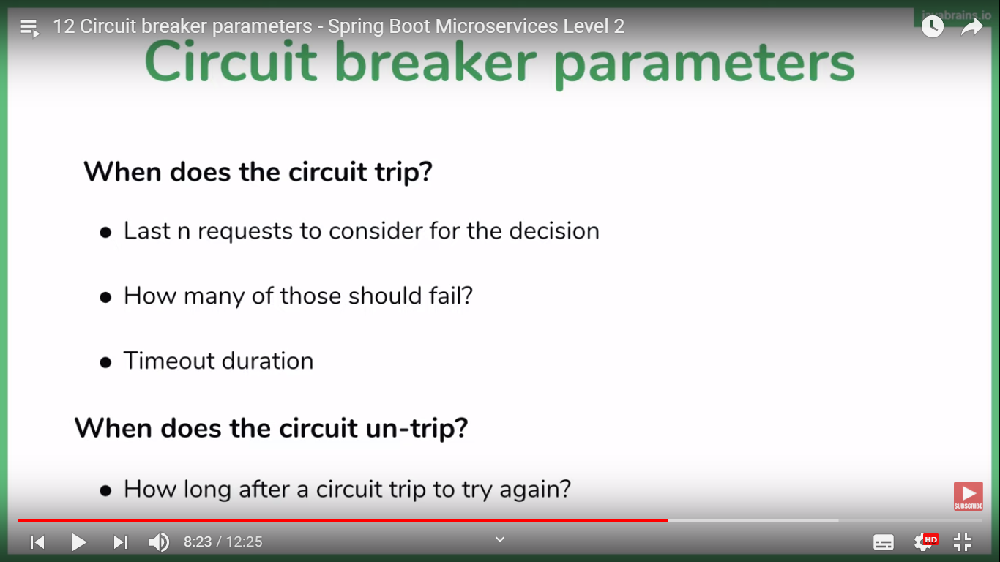 javabrains.io
12 Circuit breaker parameters - Spring Boot Microservices Level 2
Circuit breaker parameters
When does the circuit trip?
● Last n requests to consider for the decision
● How many of those should fail?
● Timeout duration
When does the circuit un-trip?
● How long after a circuit trip to try again?
SUBSCRIBE
8:23 / 12:25
HD